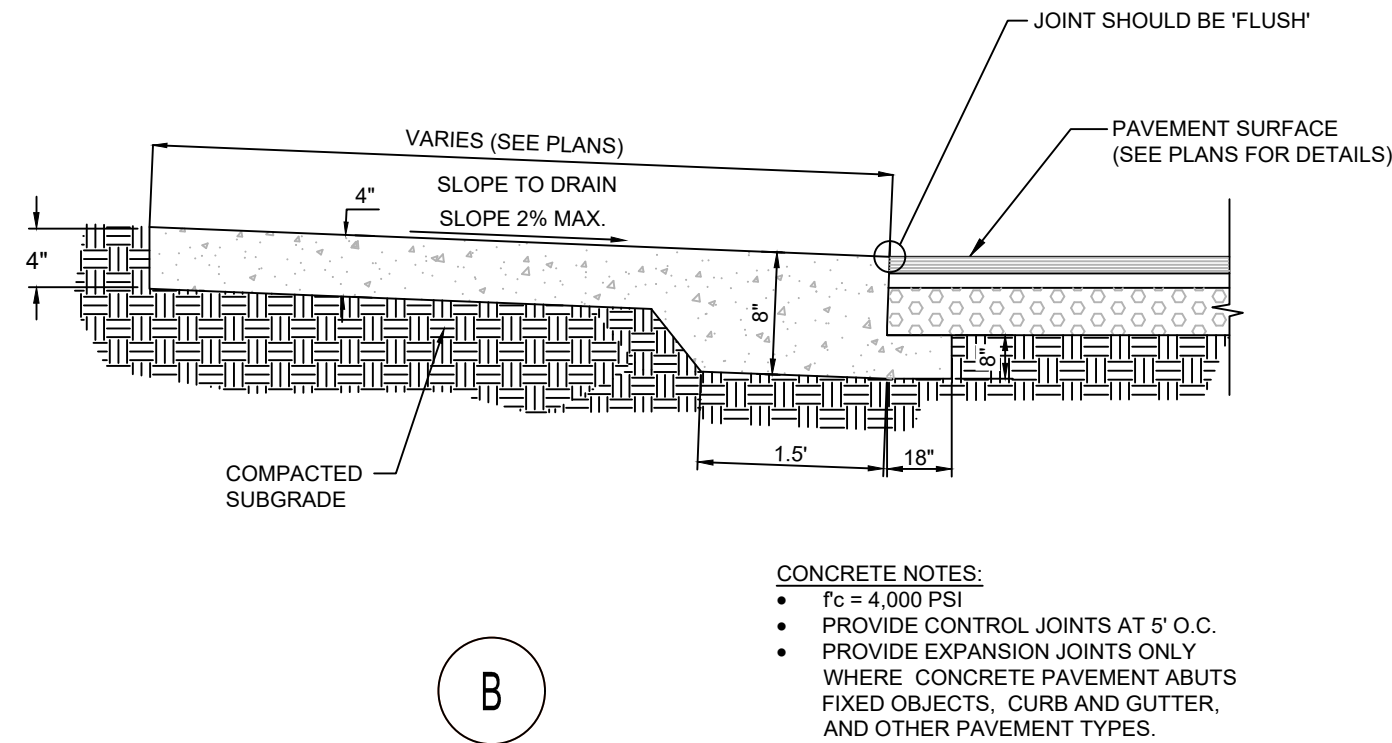 JOINT SHOULD BE 'FLUSH'
PAVEMENT SURFACE
(SEE PLANS FOR DETAILS)
VARIES (SEE PLANS)
SLOPE TO DRAIN
SLOPE 2% MAX.
4"
4"
8"
8"
1.5'
18"
COMPACTED
SUBGRADE
CONCRETE NOTES:
• f'c = 4,000 PSI
• PROVIDE CONTROL JOINTS AT 5' O.C.
• PROVIDE EXPANSION JOINTS ONLY
WHERE CONCRETE PAVEMENT ABUTS
FIXED OBJECTS, CURB AND GUTTER,
AND OTHER PAVEMENT TYPES.
B